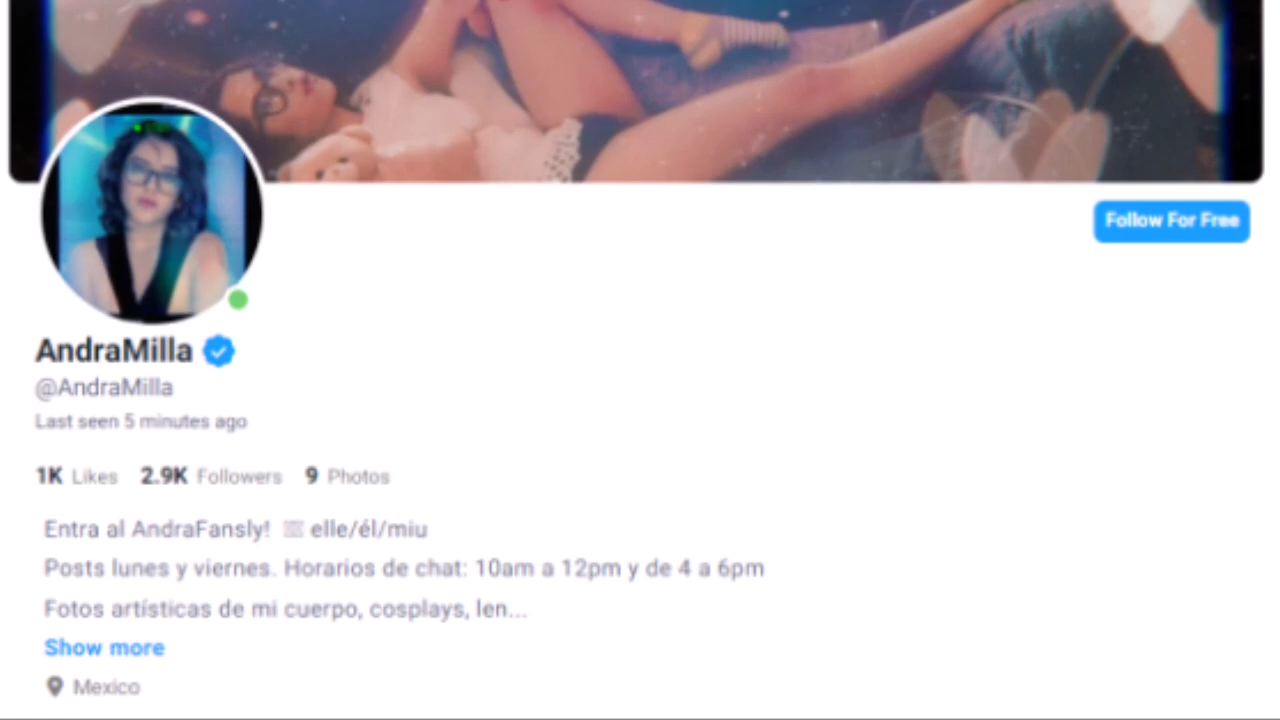 Follow For Free
AndraMilla
@AndraMilla
Last seen 5 minutes ago
1K Likes 2.9K Followers 9 Photos
Entra al AndraFansly! elle/él/miu
Posts lunes y viernes. Horarios de chat: 10am a 12pm y de 4 a 6pm
Fotos artísticas de mi cuerpo, cosplays, len...
Show more
Mexico